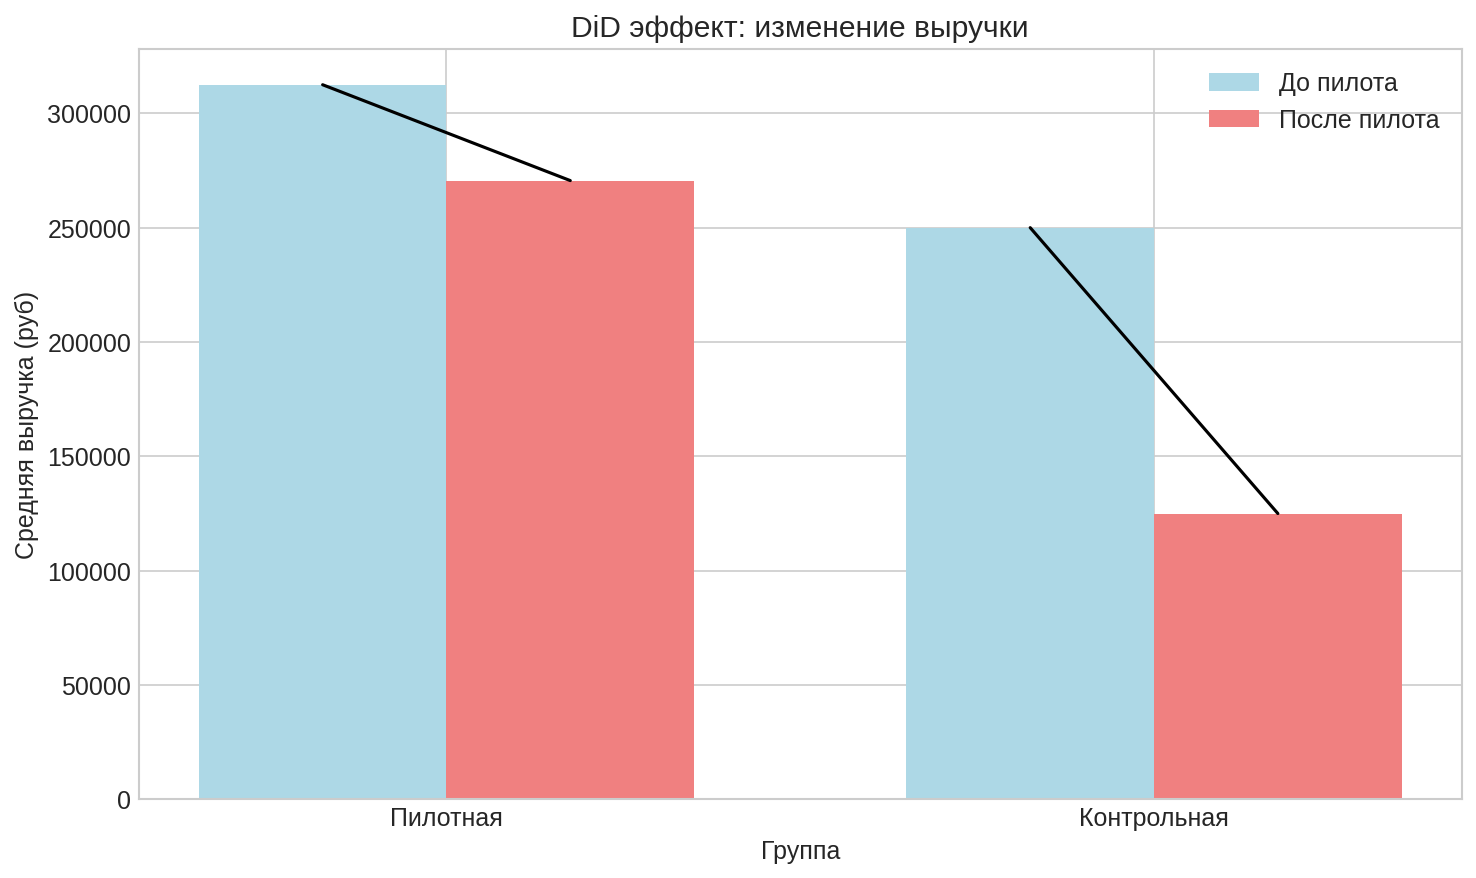 DiD эффект: изменение выручки
До пилота
После пилота
300000
250000
200000
150000
100000
50000
0
Средняя выручка (руб)
Пилотная
Контрольная
Группа